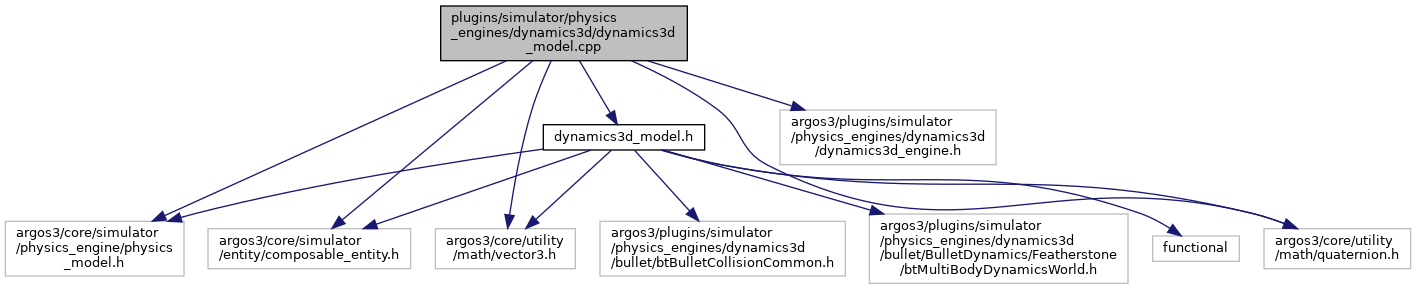 plugins/simulator/physics
_engines/dynamics3d/dynamics3d
_model.cpp
dynamics3d_model.h
argos3/plugins/simulator
/physics_engines/dynamics3d
/dynamics3d_engine.h
argos3/core/simulator
/physics_engine/physics
_model.h
argos3/core/simulator
/entity/composable_entity.h
argos3/core/utility
/math/vector3.h
argos3/plugins/simulator
/physics_engines/dynamics3d
/bullet/btBulletCollisionCommon.h
argos3/plugins/simulator
/physics_engines/dynamics3d
/bullet/BulletDynamics/Featherstone
/btMultiBodyDynamicsWorld.h
functional
argos3/core/utility
/math/quaternion.h